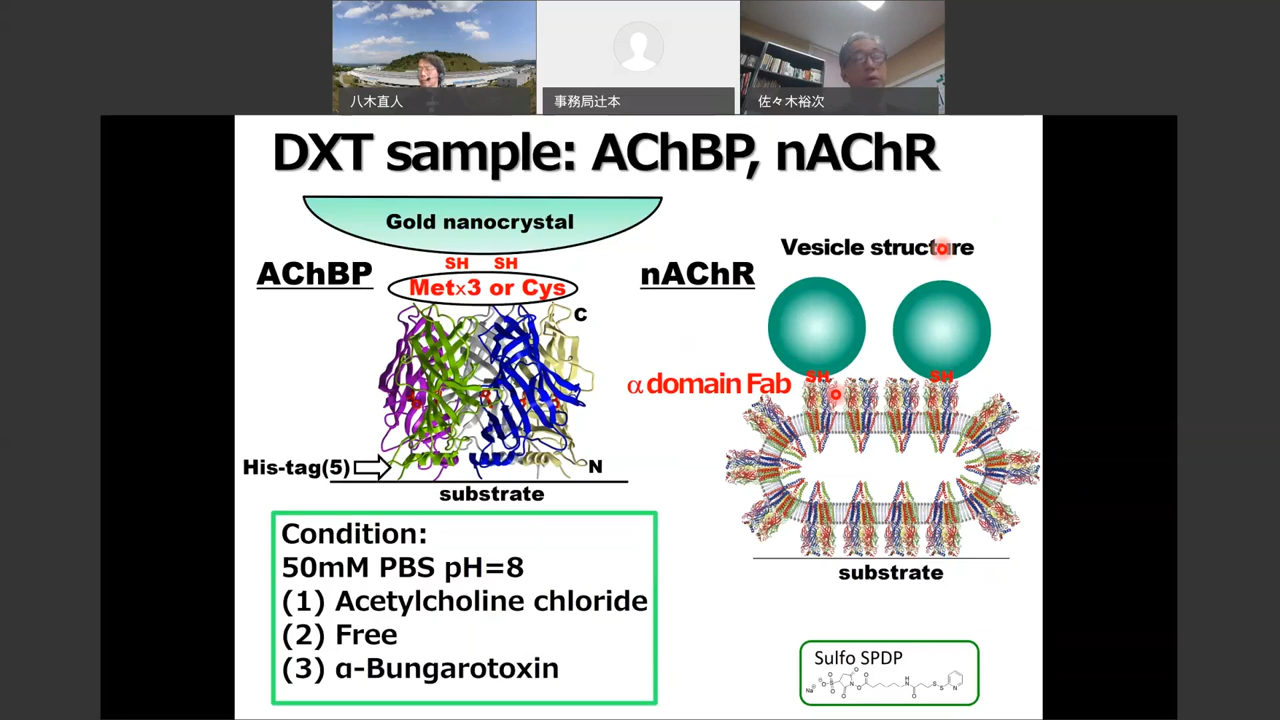 八木直人
事務局辻本
佐々木裕次
DXT sample: AChBP, nAChR
Gold nanocrystal
SH SH
AChBP
Met×3 or Cys
C
His-tag(5)
N
substrate
nAChR
Vesicle structure
SH SH
α domain Fab
substrate
Condition:
50mM PBS pH=8
(1) Acetylcholine chloride
(2) Free
(3) α-Bungarotoxin
Sulfo SPDP